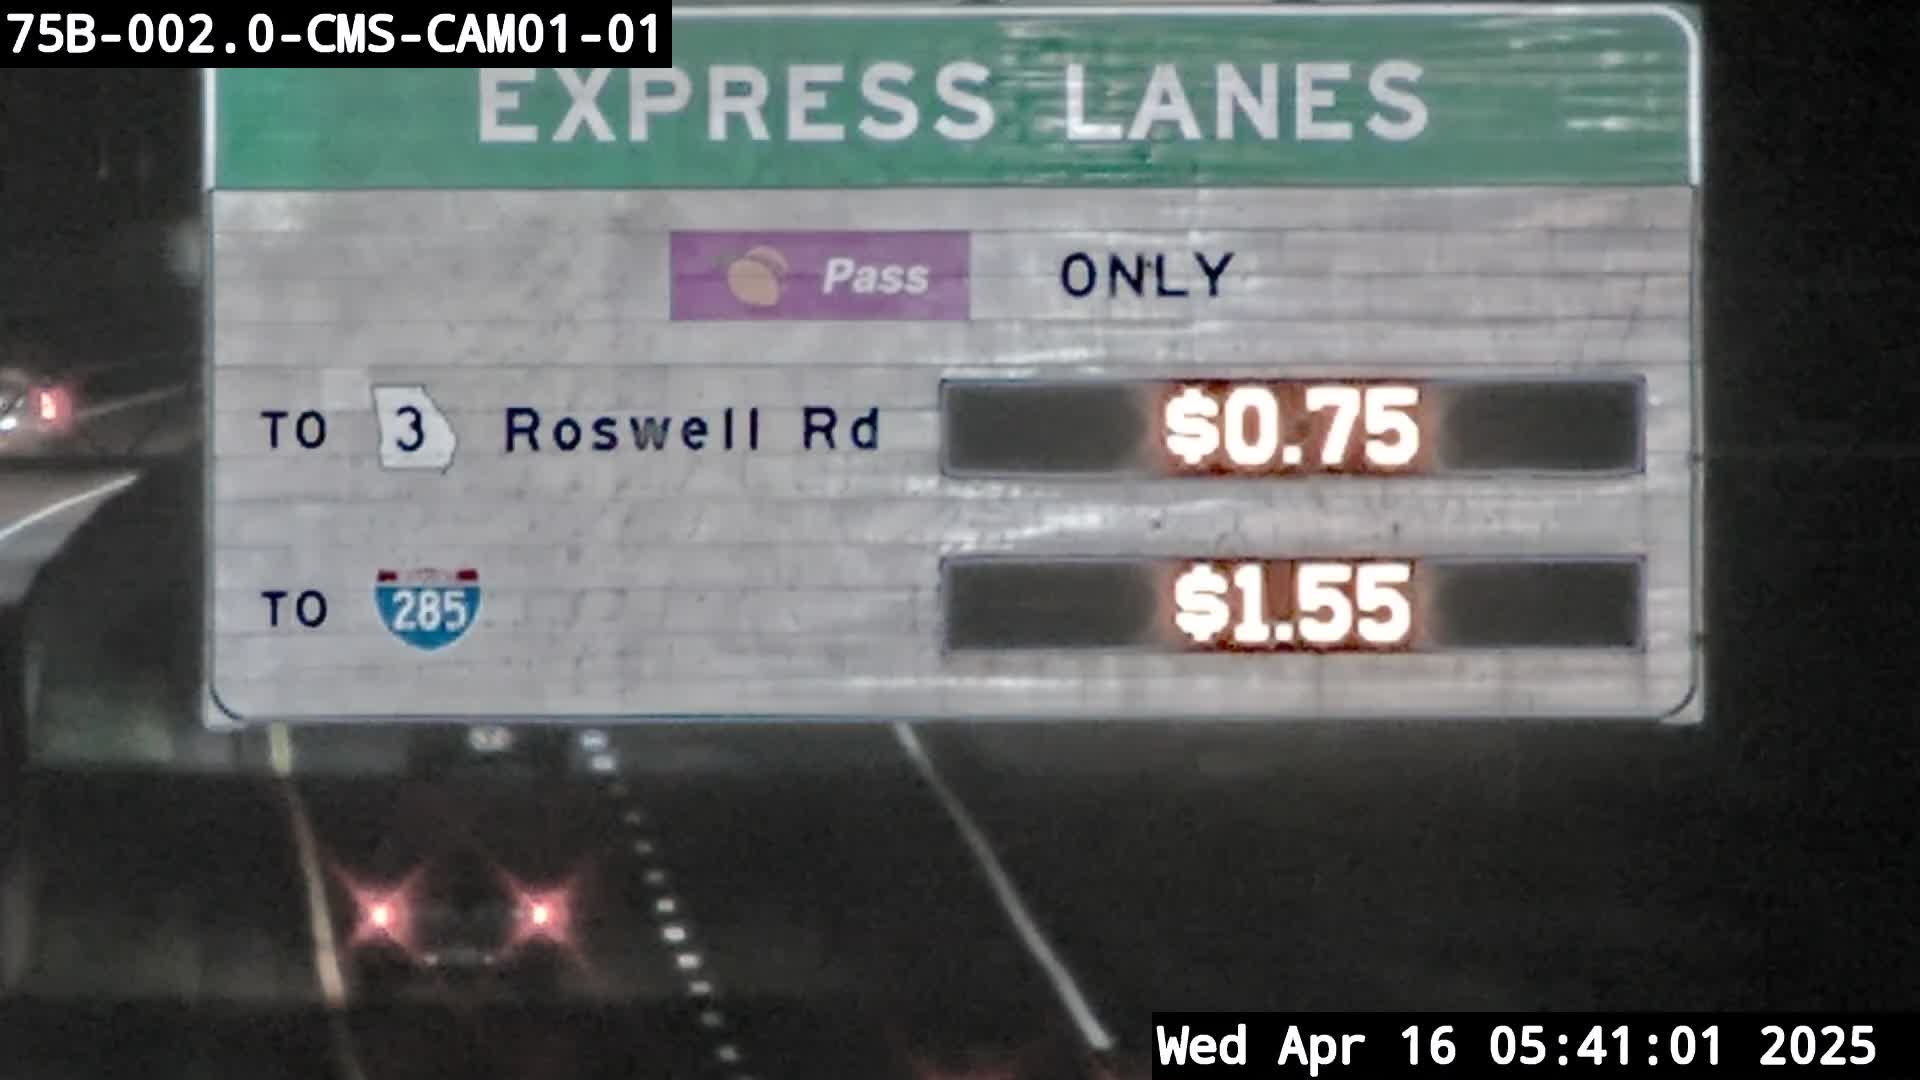 75B-002.0-CMS-CAM01-01
EXPRESS LANES
Pass ONLY
TO 3 Roswell Rd $0.75
TO 285 $1.55
Wed Apr 16 05:41:01 2025